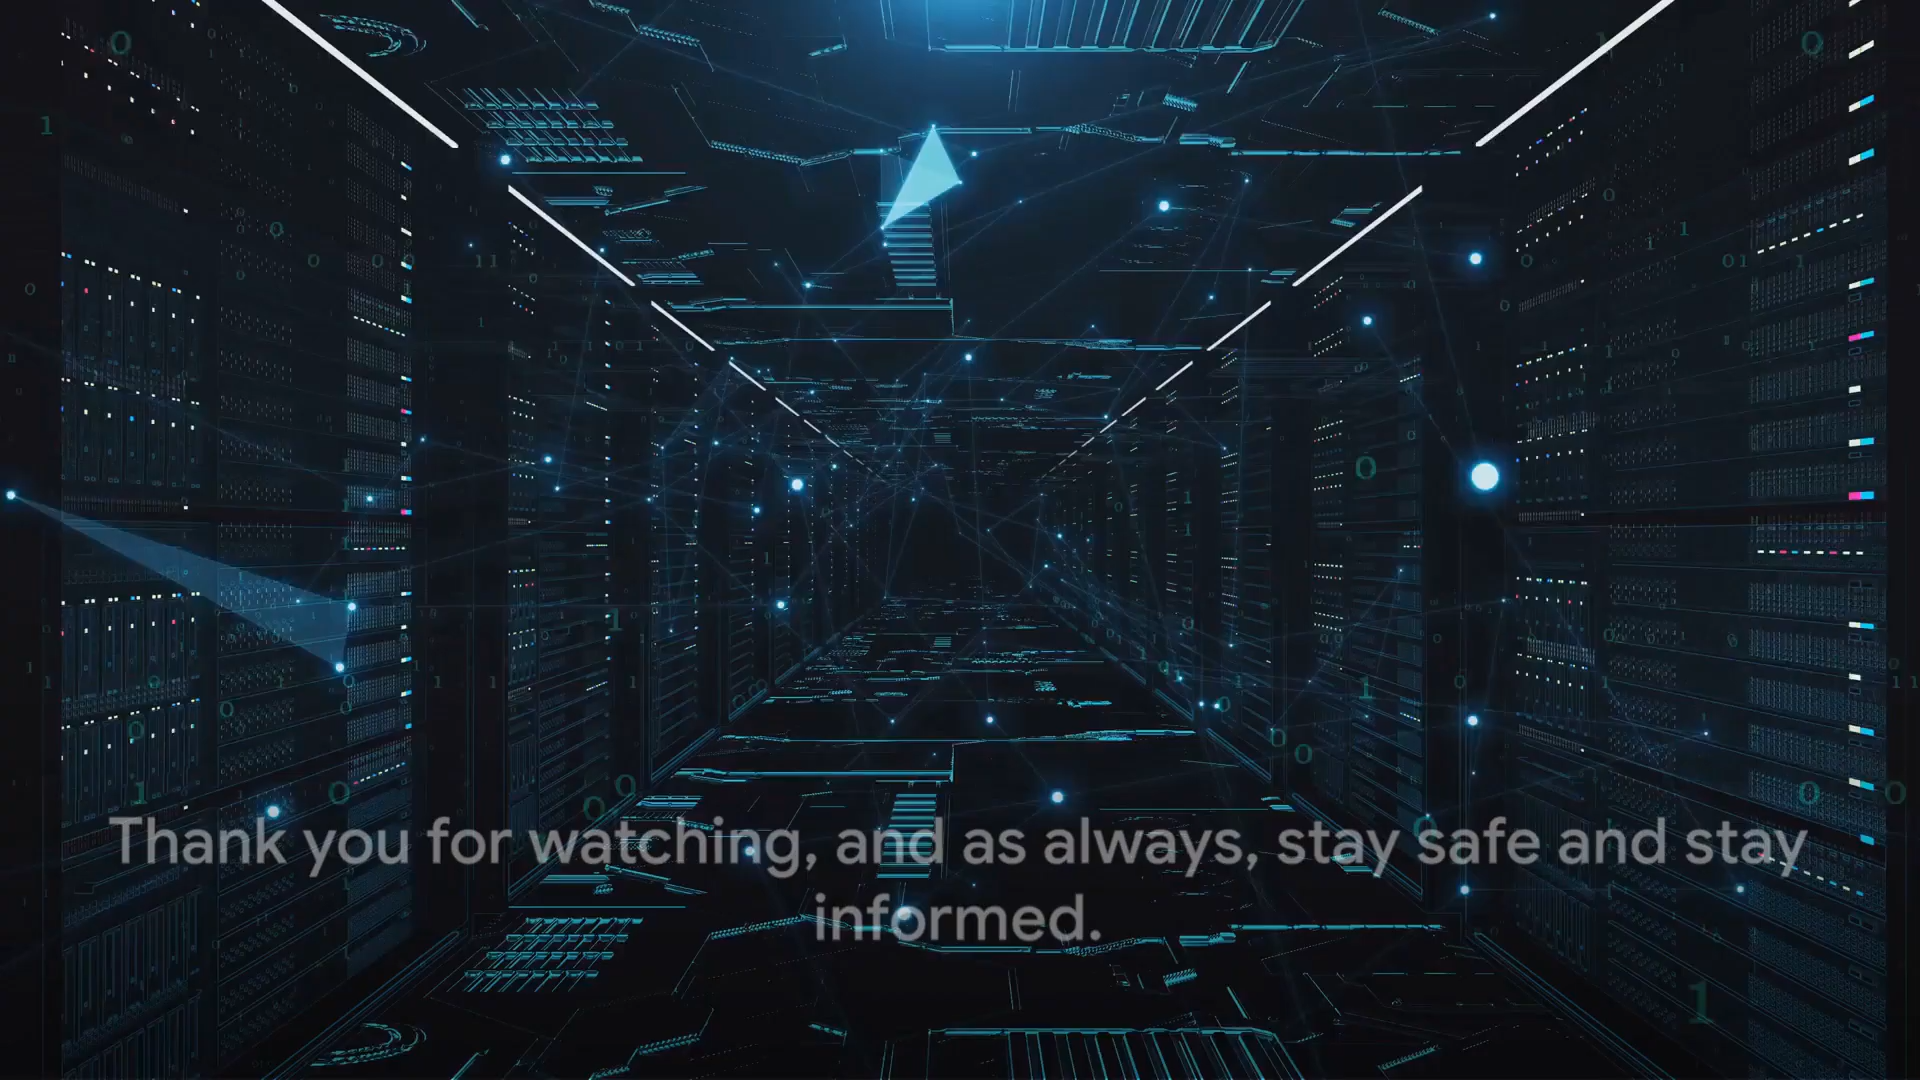 Thank you for watching, and as always, stay safe and stay
informed.